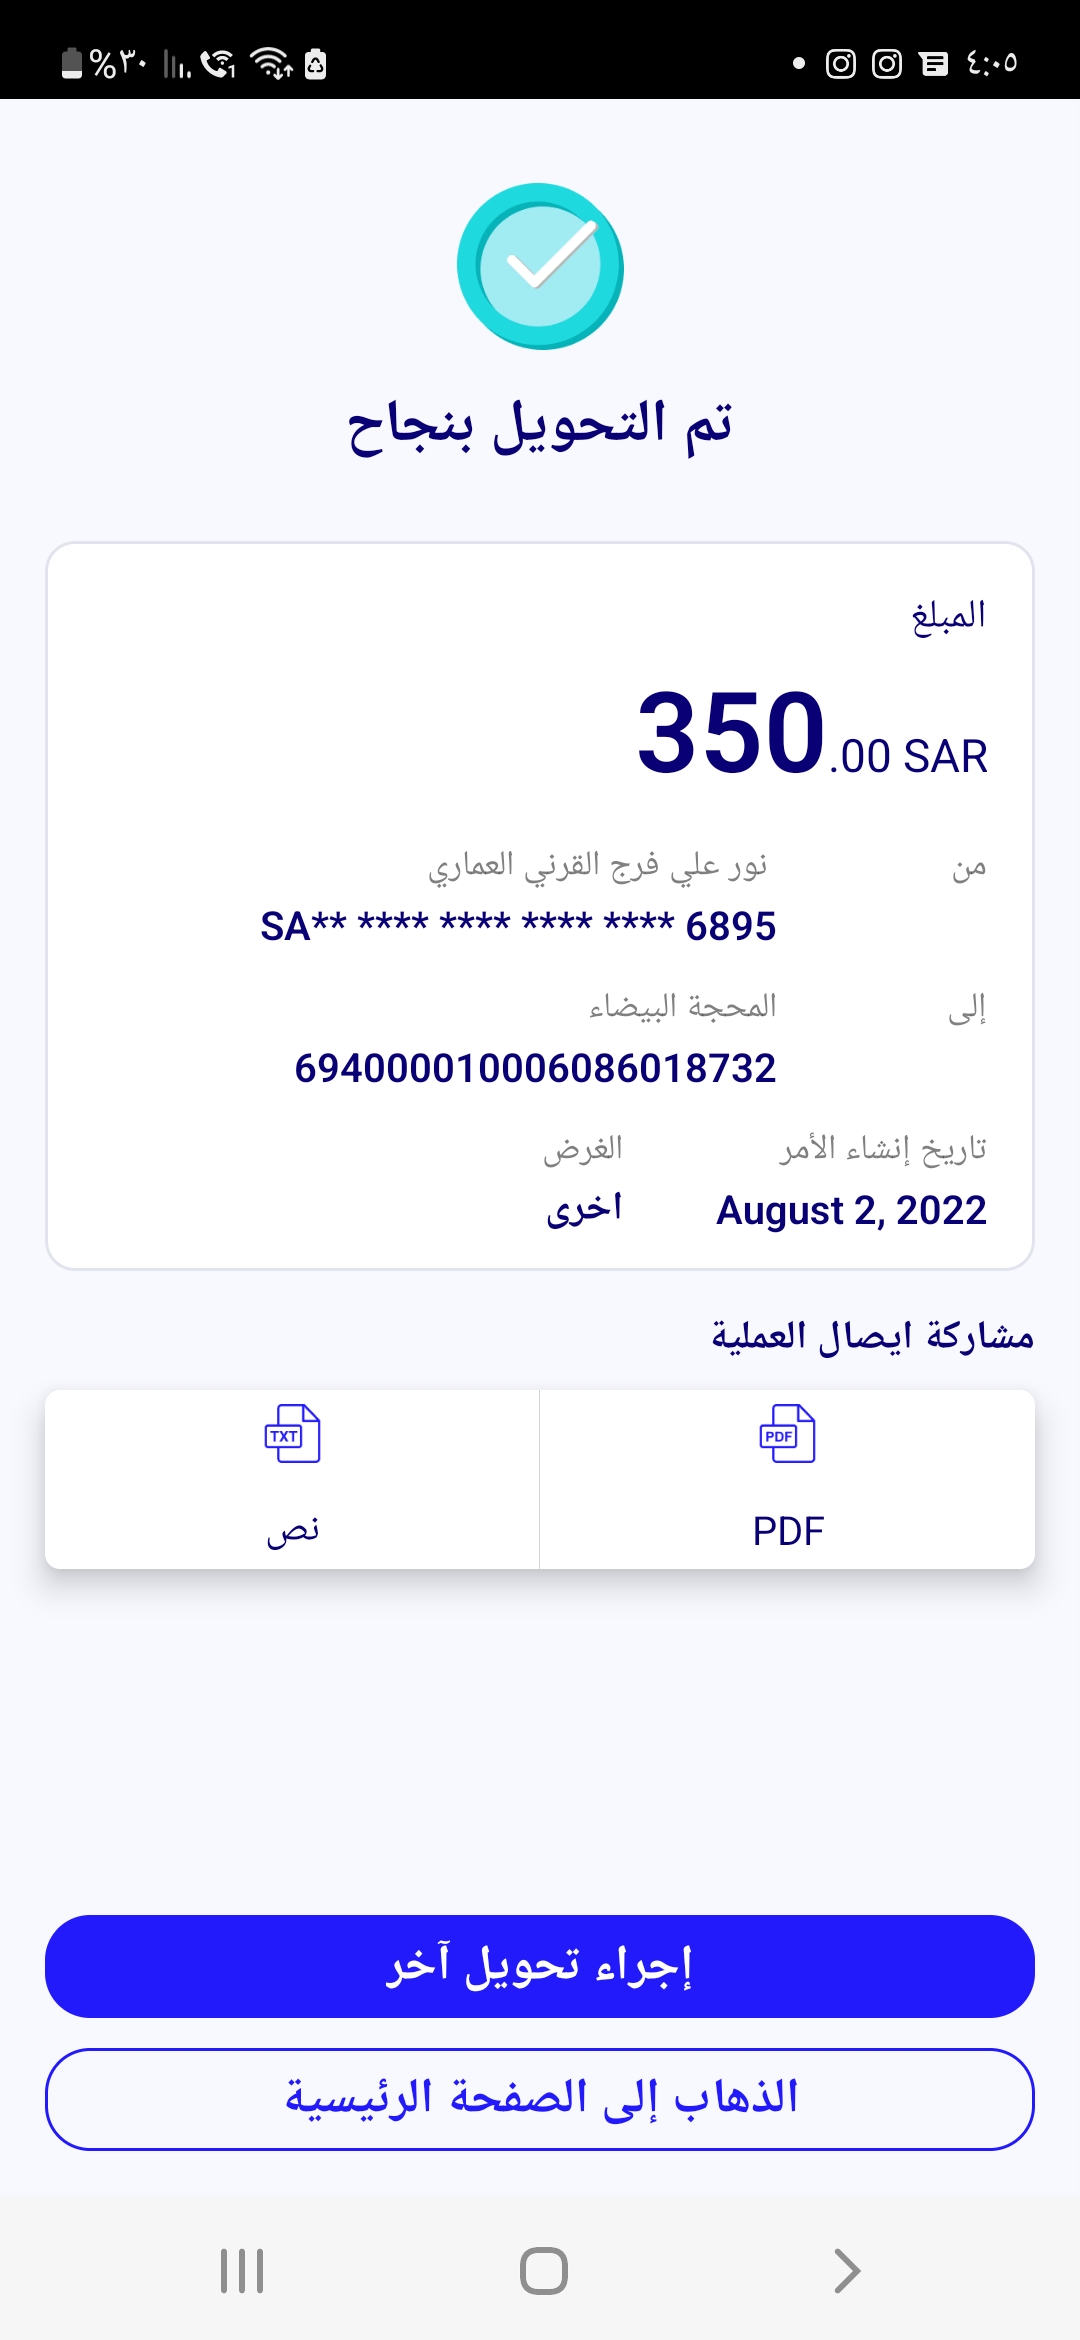 ٤:٠٥
%٣٠
تم التحويل بنجاح
المبلغ
350.00 SAR
من
نور علي فرج القرني العماري
SA** **** **** **** **** 6895
إلى
المحجة البيضاء
694000010006086018732
تاريخ إنشاء الأمر
الغرض
August 2, 2022
اخرى
مشاركة ايصال العملية
PDF
TXT
PDF
نص
إجراء تحويل آخر
الذهاب إلى الصفحة الرئيسية